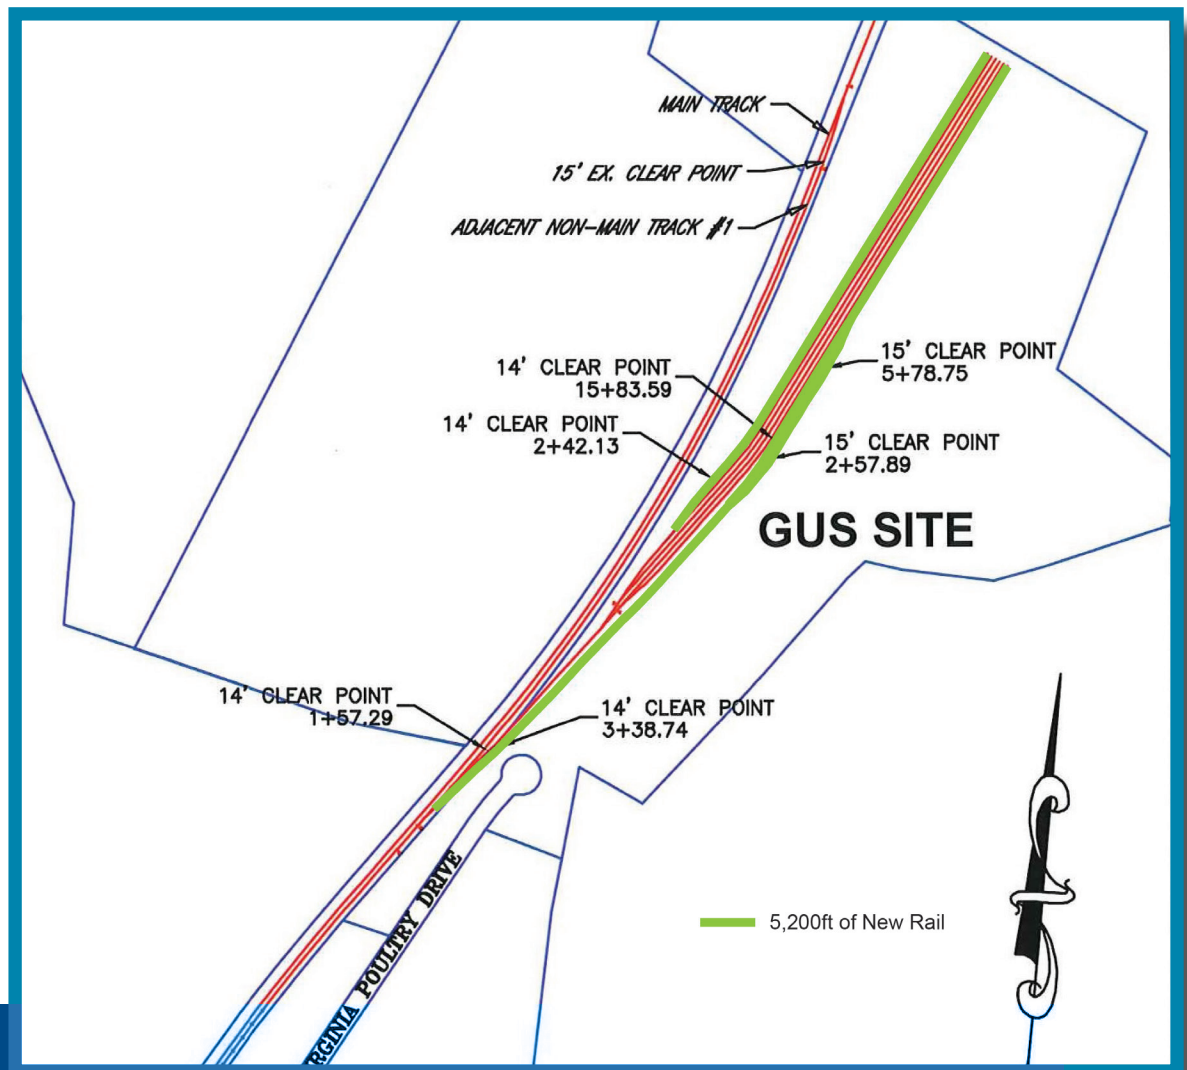 MAIN TRACK
15' EX. CLEAR POINT
ADJACENT NON-MAIN TRACK #1
15' CLEAR POINT
5+78.75
14' CLEAR POINT
15+83.59
14' CLEAR POINT
2+42.13
15' CLEAR POINT
2+57.89
GUS SITE
14' CLEAR POINT
1+57.29
14' CLEAR POINT
3+38.74
RGINIA POULTRY DRIVE
5,200ft of New Rail